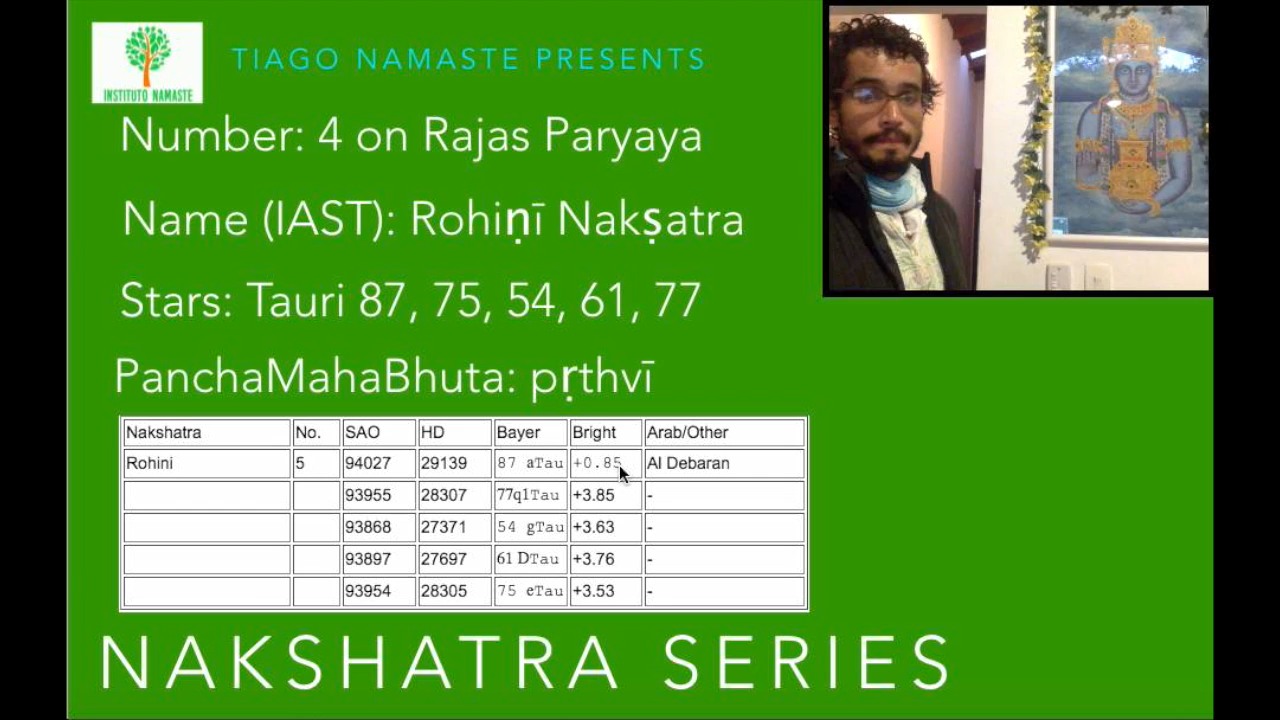 INSTITUTO NAMASTE
TIAGO NAMASTE PRESENTS
Number: 4 on Rajas Paryaya
Name (IAST): Rohiṇī Nakṣatra
Stars: Tauri 87, 75, 54, 61, 77
PanchaMahaBhuta: pṛthvī
Nakshatra No. SAO HD Bayer Bright Arab/Other
Rohini 5 94027 29139 87 aTau +0.85 Al Debaran
93955 28307 77q1Tau +3.85 -
93868 27371 54 gTau +3.63 -
93897 27697 61 DTau +3.76 -
93954 28305 75 eTau +3.53 -
NAKSHATRA SERIES